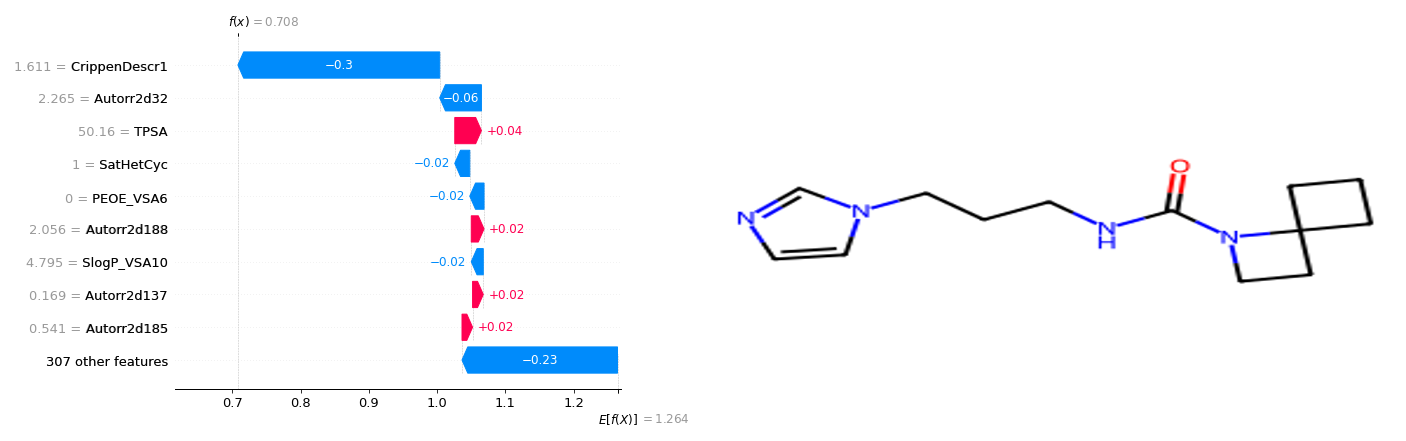 f(x) = 0.708
1.611 = CrippenDescr1
−0.3
2.265 = Autorr2d32
−0.06
50.16 = TPSA
+0.04
1 = SatHetCyc
−0.02
0 = PEOE_VSA6
−0.02
2.056 = Autorr2d188
+0.02
4.795 = SlogP_VSA10
−0.02
0.169 = Autorr2d137
+0.02
0.541 = Autorr2d185
+0.02
307 other features
−0.23
0.7 0.8 0.9 1.0 1.1 1.2
E[f(X)] = 1.264
O
N
N
N
H
N